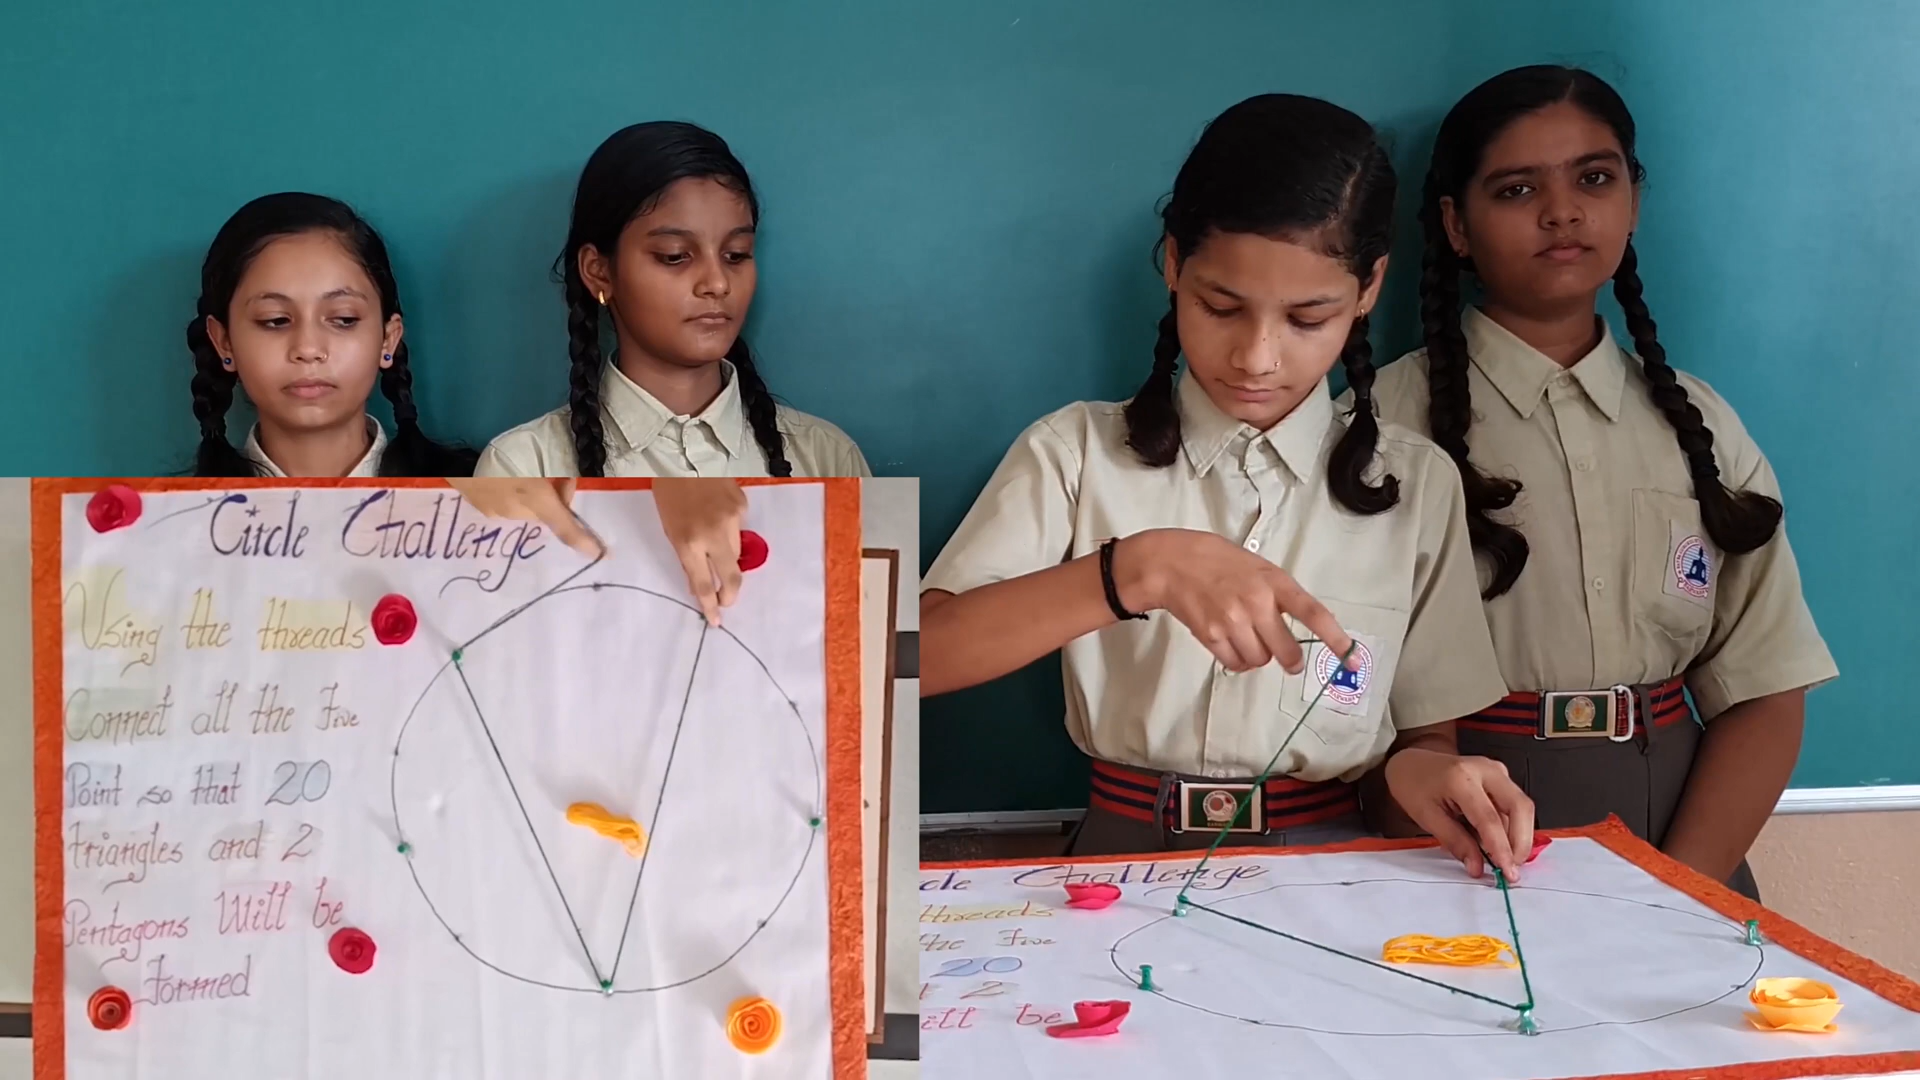 Circle Challenge
Using the threads
Connect all the Five
Point so that 20
triangles and 2
Pentagons Will be
Formed
cle Challenge
threads
the Five
20
2
ill be